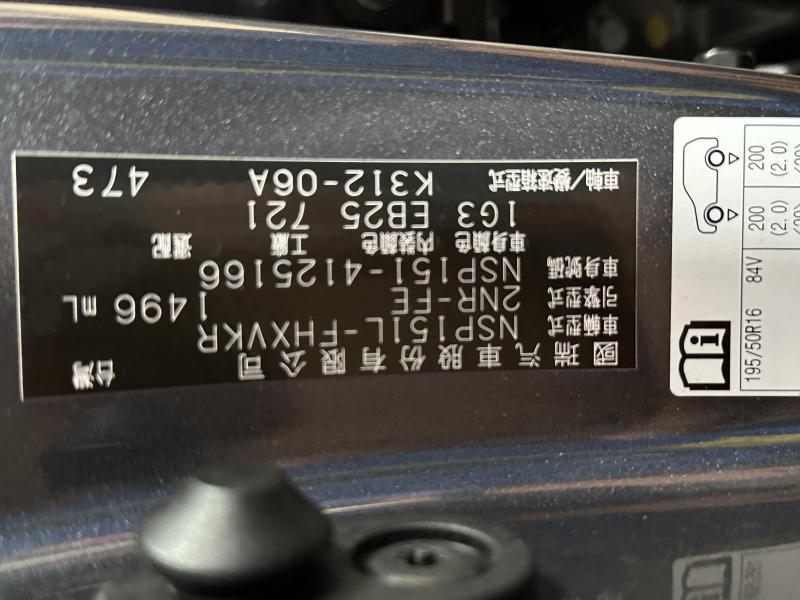 國瑞汽車股份有限公司 台灣
車輛型式 NSP151L-FHXVKR
引擎型式 2NR-FE 1496 mL
車身號碼 NSP151-4125166
車身顏色 內裝顏色 工廠 選配
1G3 EB25 721
車軸/變速箱型式 K312-06A 473
200 (2.0)
200 (2.0)
195/50R16 84V